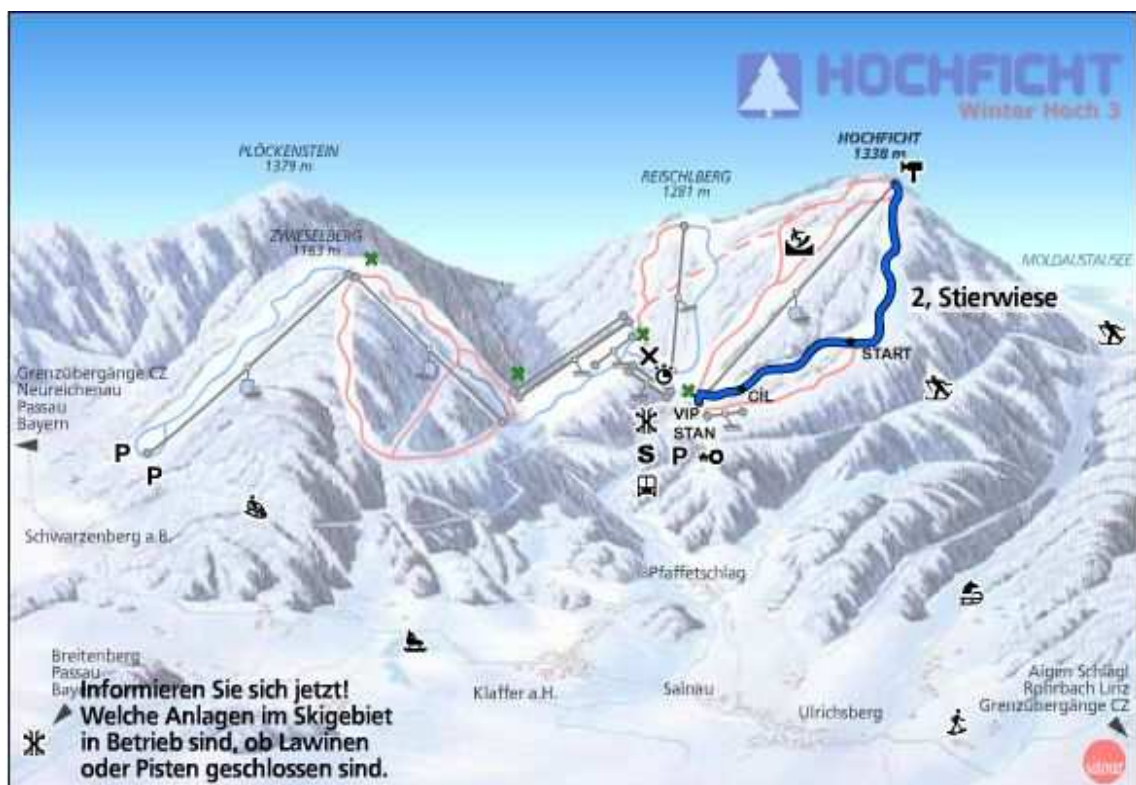 HOCHFICHT
Winter Hoch 3
HOCHFICHT
1338 m
PLÖCKENSTEIN
1379 m
REISCHLBERG
1281 m
ZWIESELBERG
1163 m
MOLDAUSTAUSEE
2, Stierwiese
START
CÍL
VIP
STAN
Grenzübergänge CZ
Neureichenau
Passau
Bayern
P
P
S
P
Schwarzenberg a.B.
Pfaffetschlag
Breitenberg
Passau
Informieren Sie sich jetzt!
Welche Anlagen im Skigebiet
in Betrieb sind, ob Lawinen
oder Pisten geschlossen sind.
Klaffer a.H.
Salnau
Ulrichsberg
Aigen Schlägl
Rohrbach Linz
Grenzübergänge CZ